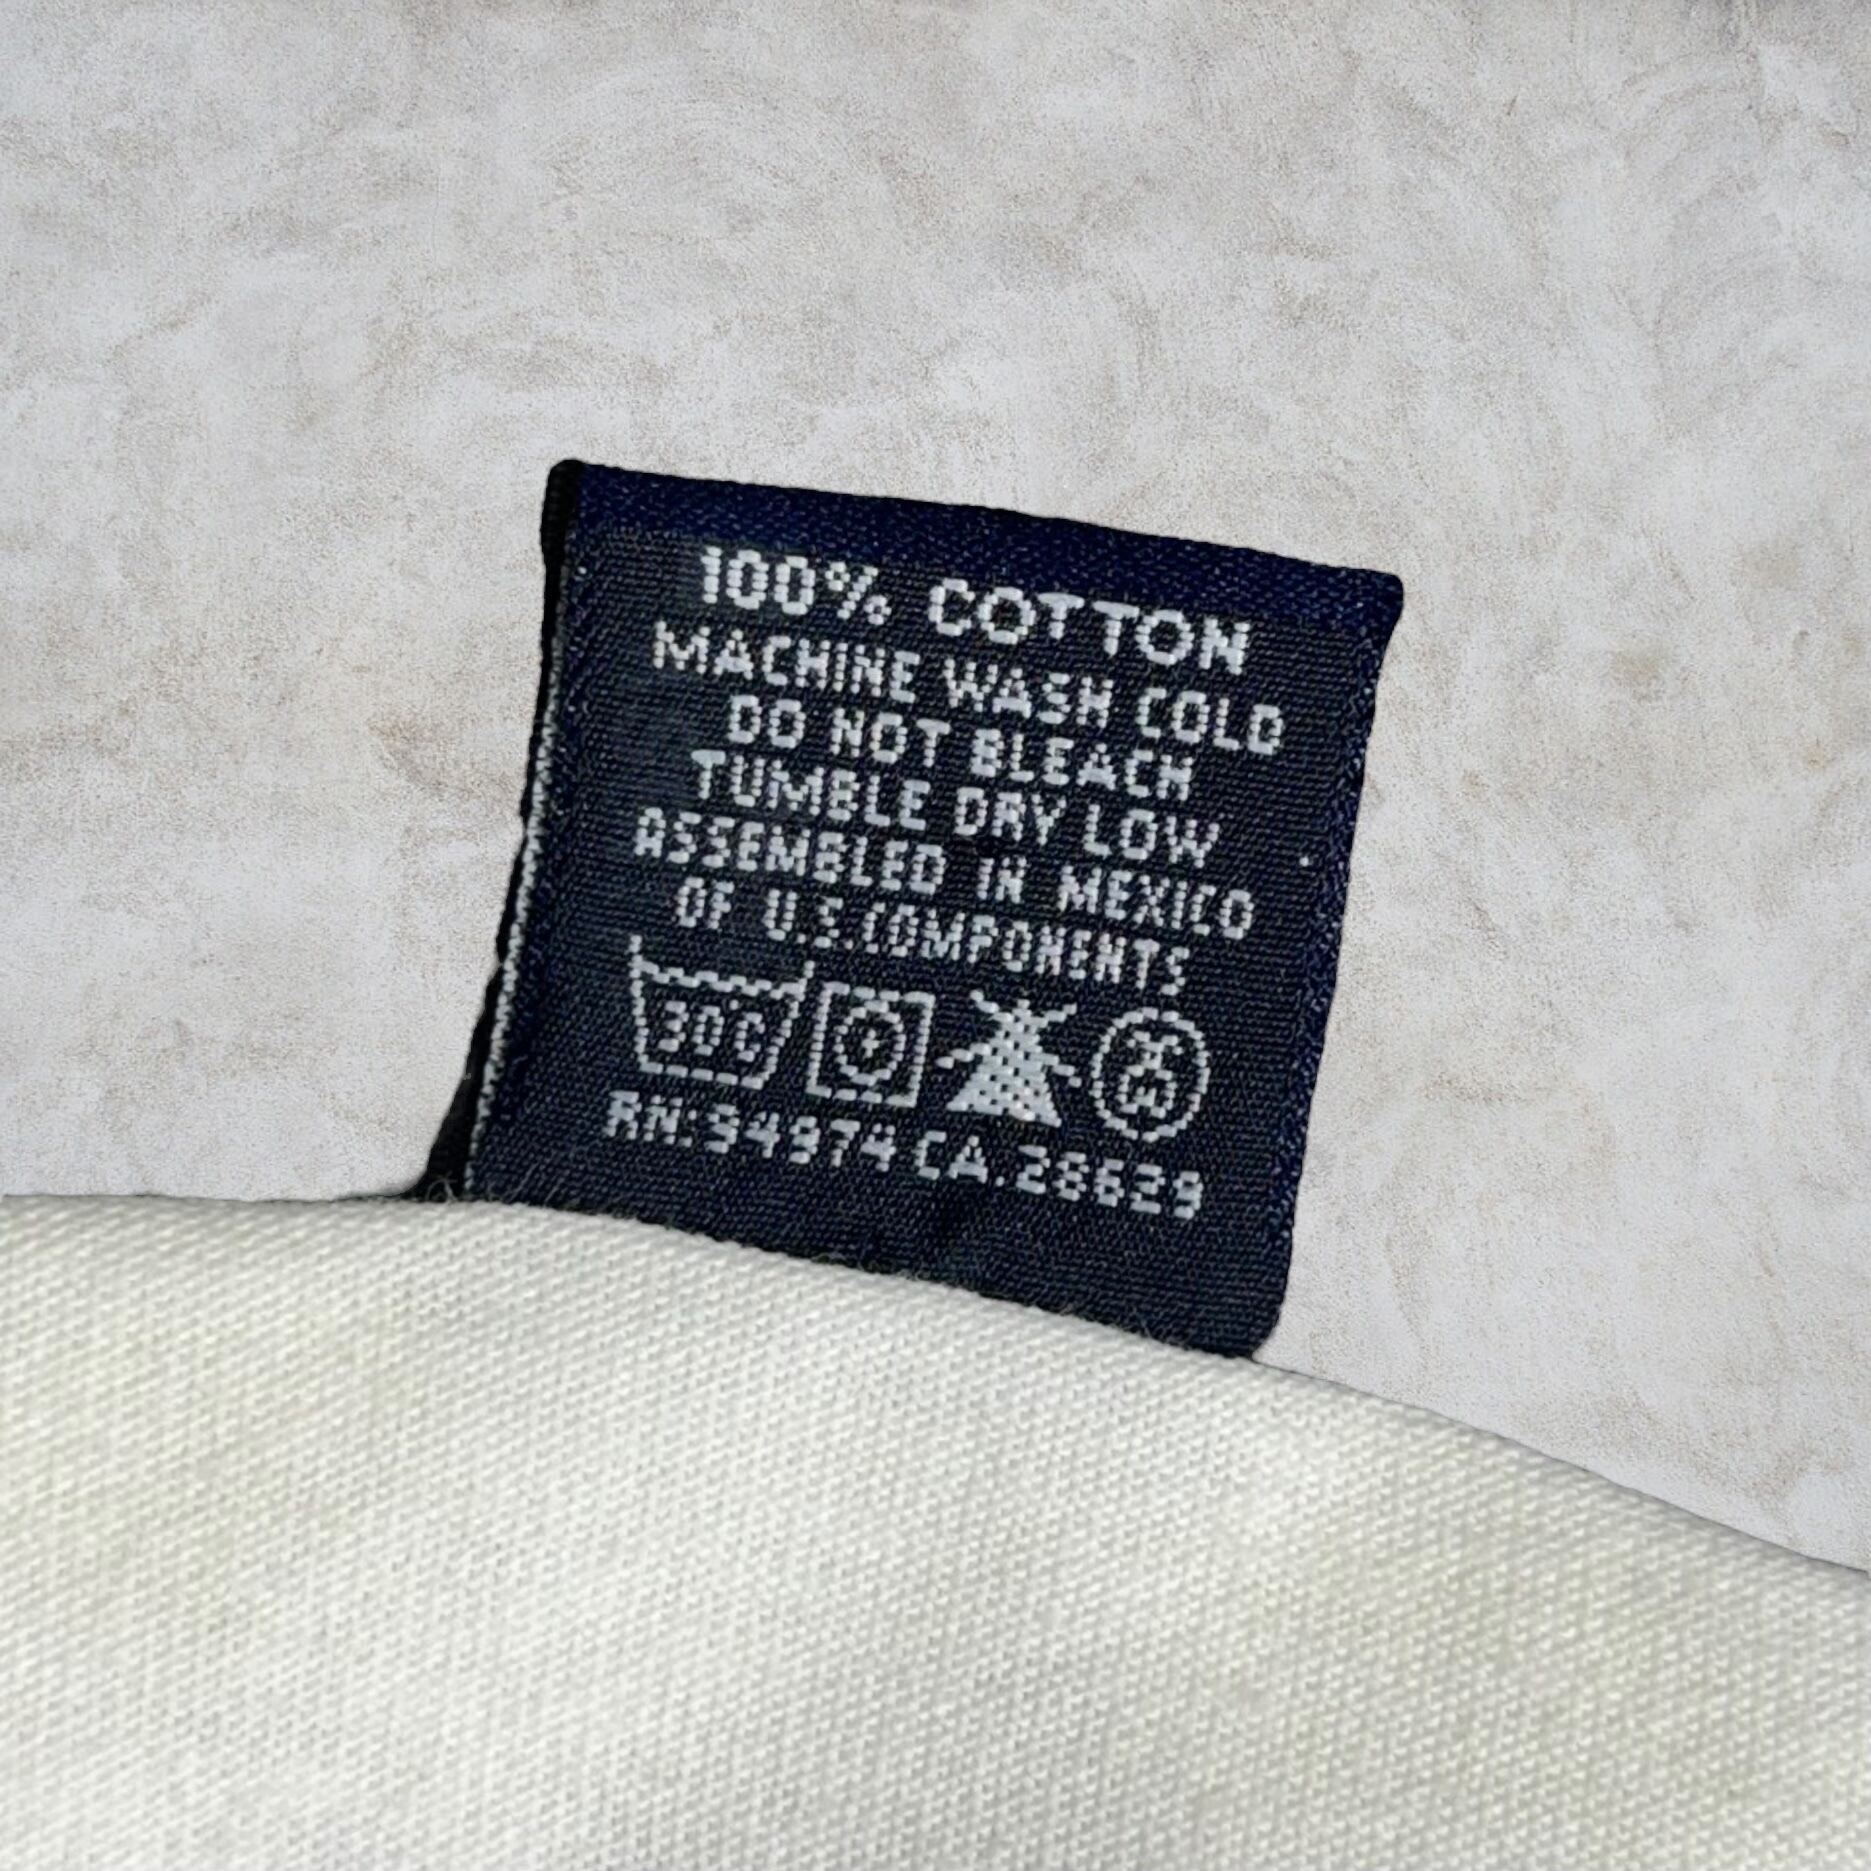 100% COTTON
MACHINE WASH COLD
DO NOT BLEACH
TUMBLE DRY LOW
ASSEMBLED IN MEXICO
OF U.S. COMPONENTS
30C
RN:94974 CA.28629